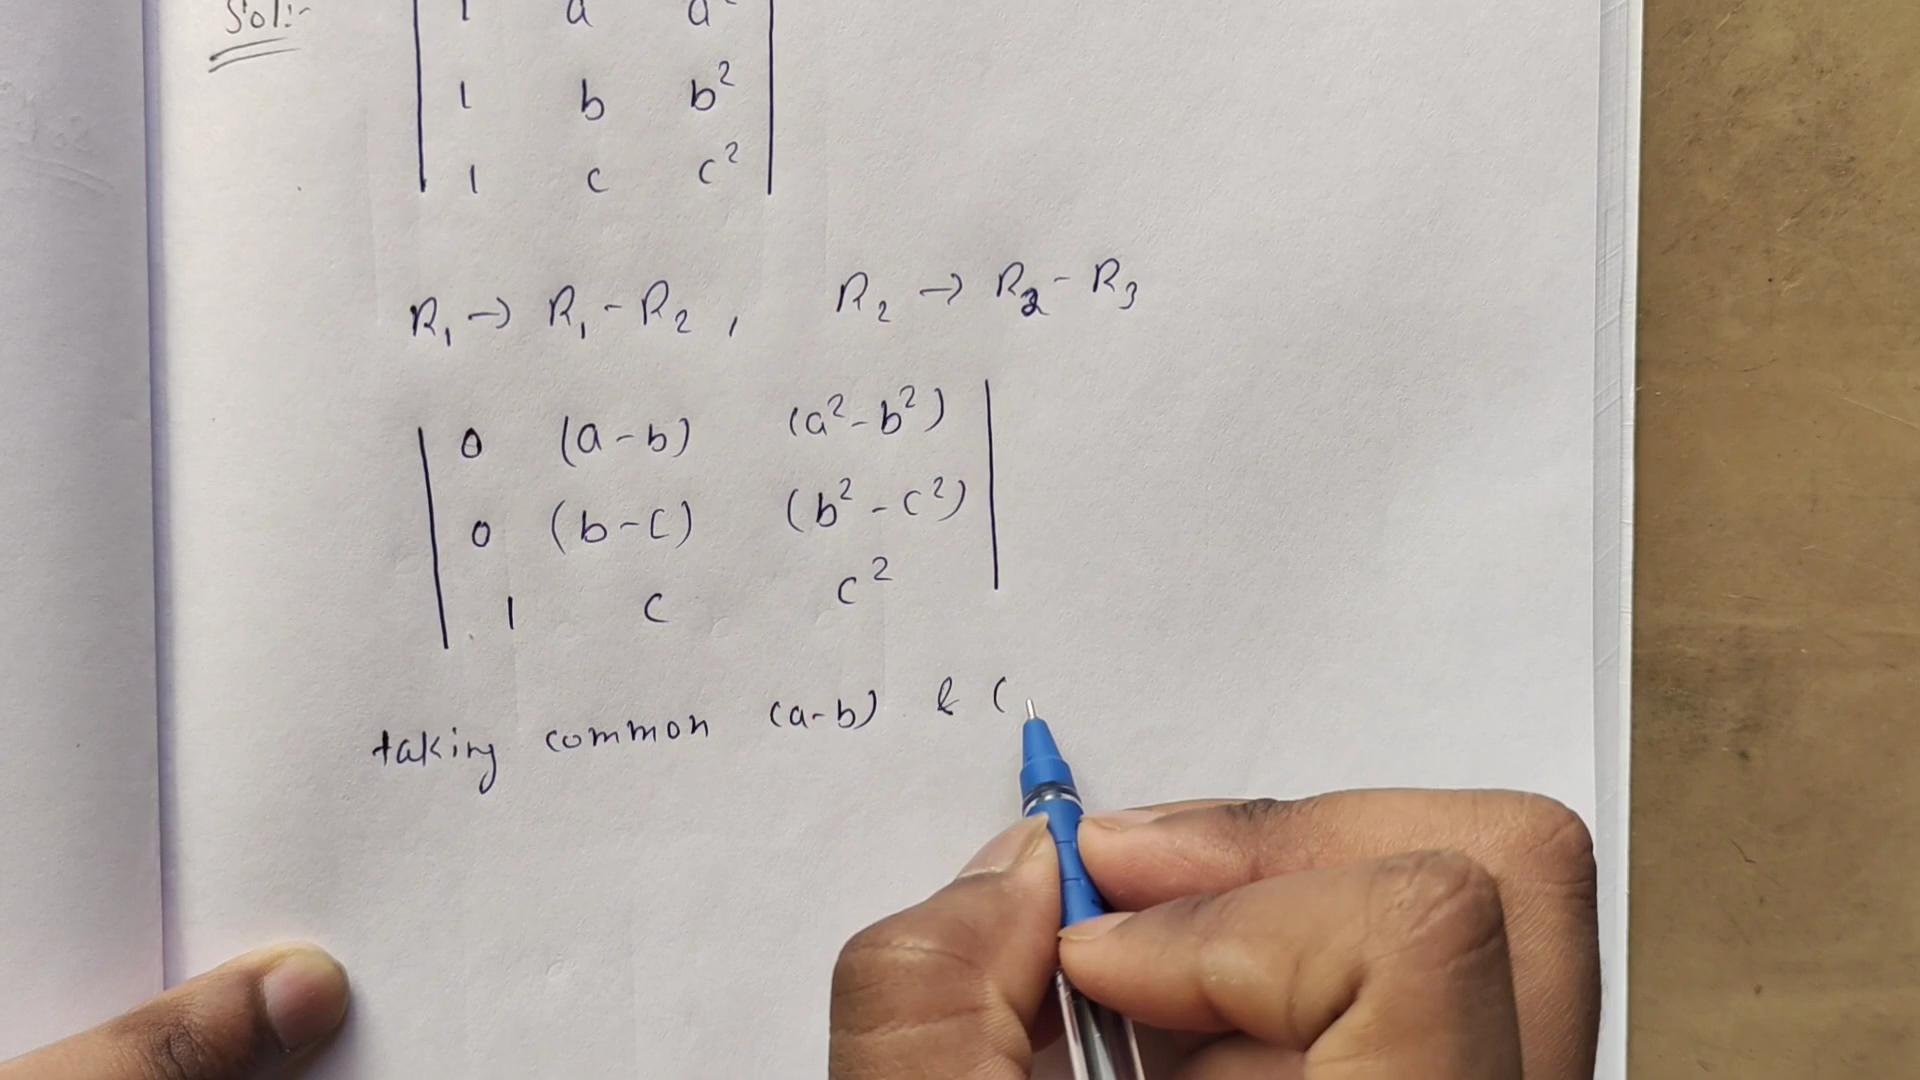 Sol:-
| 1 a a² |
| 1 b b² |
| 1 c c² |
R₁ → R₁ - R₂ , R₂ → R₂ - R₃
| 0 (a-b) (a²-b²) |
| 0 (b-c) (b²-c²) |
| 1 c c² |
taking common (a-b) & (